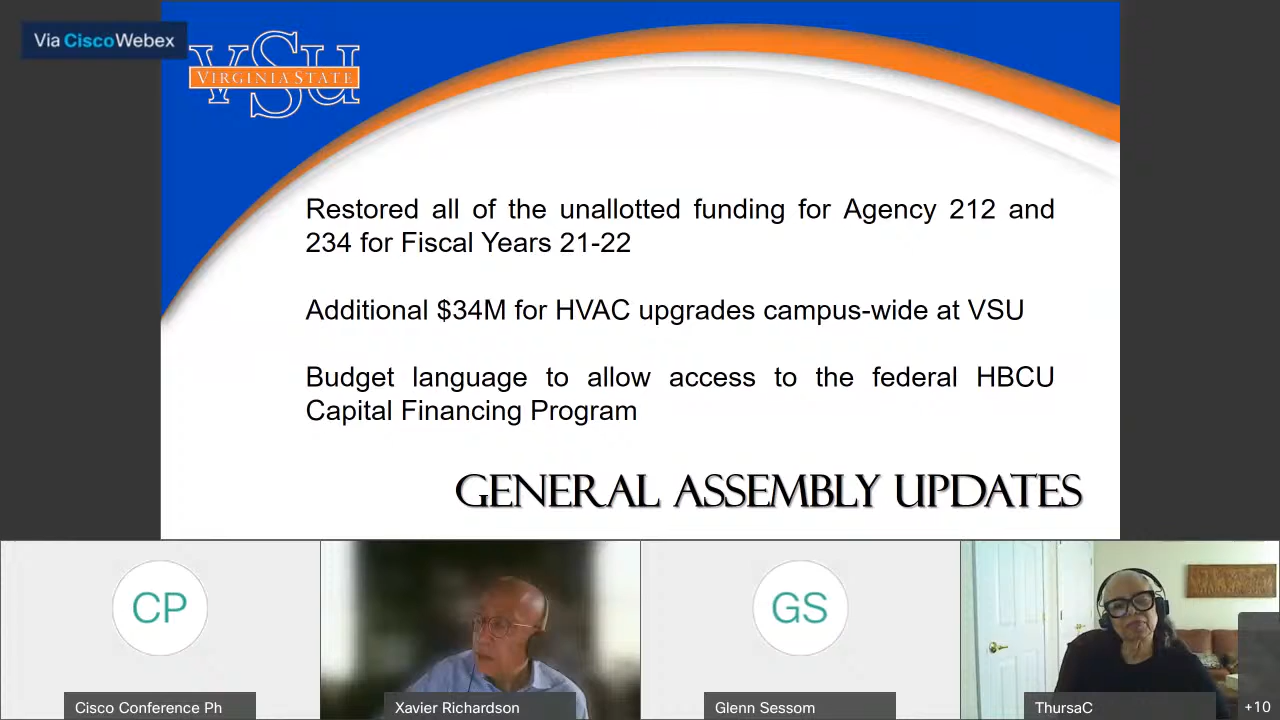 Via Cisco Webex
VSU
VIRGINIA STATE
Restored all of the unallotted funding for Agency 212 and
234 for Fiscal Years 21-22
Additional $34M for HVAC upgrades campus-wide at VSU
Budget language to allow access to the federal HBCU
Capital Financing Program
GENERAL ASSEMBLY UPDATES
CP
GS
Cisco Conference Ph
Xavier Richardson
Glenn Sessom
ThursaC
+10